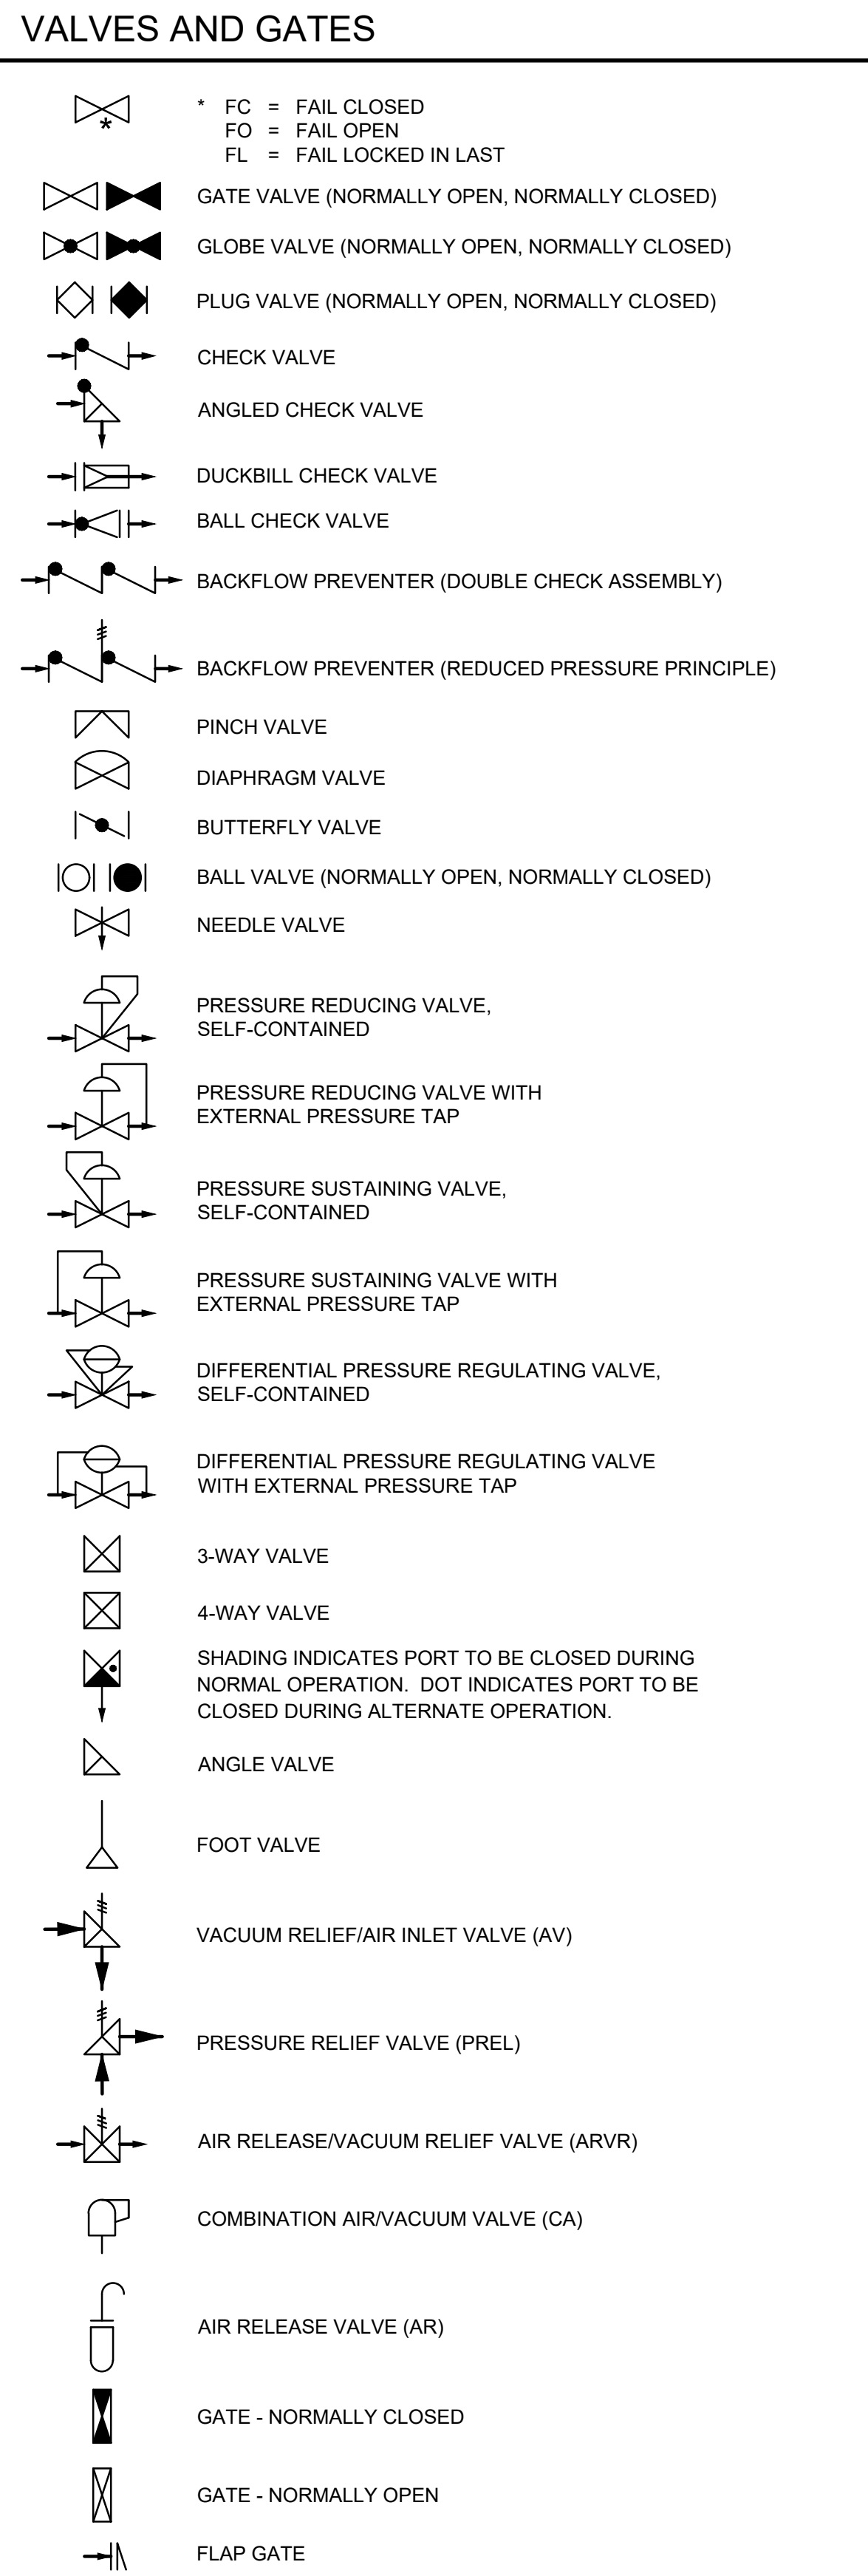 VALVES AND GATES
*
* FC = FAIL CLOSED
FO = FAIL OPEN
FL = FAIL LOCKED IN LAST
GATE VALVE (NORMALLY OPEN, NORMALLY CLOSED)
GLOBE VALVE (NORMALLY OPEN, NORMALLY CLOSED)
PLUG VALVE (NORMALLY OPEN, NORMALLY CLOSED)
CHECK VALVE
ANGLED CHECK VALVE
DUCKBILL CHECK VALVE
BALL CHECK VALVE
BACKFLOW PREVENTER (DOUBLE CHECK ASSEMBLY)
BACKFLOW PREVENTER (REDUCED PRESSURE PRINCIPLE)
PINCH VALVE
DIAPHRAGM VALVE
BUTTERFLY VALVE
BALL VALVE (NORMALLY OPEN, NORMALLY CLOSED)
NEEDLE VALVE
PRESSURE REDUCING VALVE,
SELF-CONTAINED
PRESSURE REDUCING VALVE WITH
EXTERNAL PRESSURE TAP
PRESSURE SUSTAINING VALVE,
SELF-CONTAINED
PRESSURE SUSTAINING VALVE WITH
EXTERNAL PRESSURE TAP
DIFFERENTIAL PRESSURE REGULATING VALVE,
SELF-CONTAINED
DIFFERENTIAL PRESSURE REGULATING VALVE
WITH EXTERNAL PRESSURE TAP
3-WAY VALVE
4-WAY VALVE
SHADING INDICATES PORT TO BE CLOSED DURING
NORMAL OPERATION. DOT INDICATES PORT TO BE
CLOSED DURING ALTERNATE OPERATION.
ANGLE VALVE
FOOT VALVE
VACUUM RELIEF/AIR INLET VALVE (AV)
PRESSURE RELIEF VALVE (PREL)
AIR RELEASE/VACUUM RELIEF VALVE (ARVR)
COMBINATION AIR/VACUUM VALVE (CA)
AIR RELEASE VALVE (AR)
GATE - NORMALLY CLOSED
GATE - NORMALLY OPEN
FLAP GATE